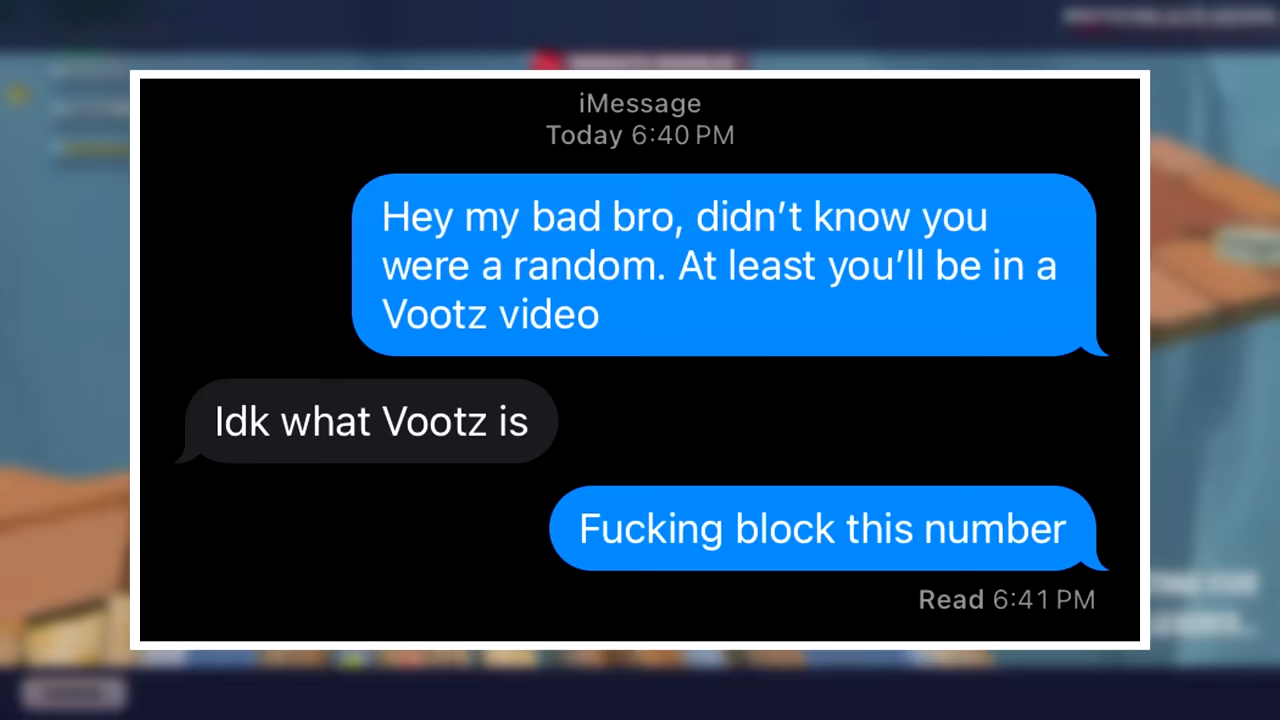 iMessage
Today 6:40 PM
Hey my bad bro, didn’t know you
were a random. At least you’ll be in a
Vootz video
Idk what Vootz is
Fucking block this number
Read 6:41 PM